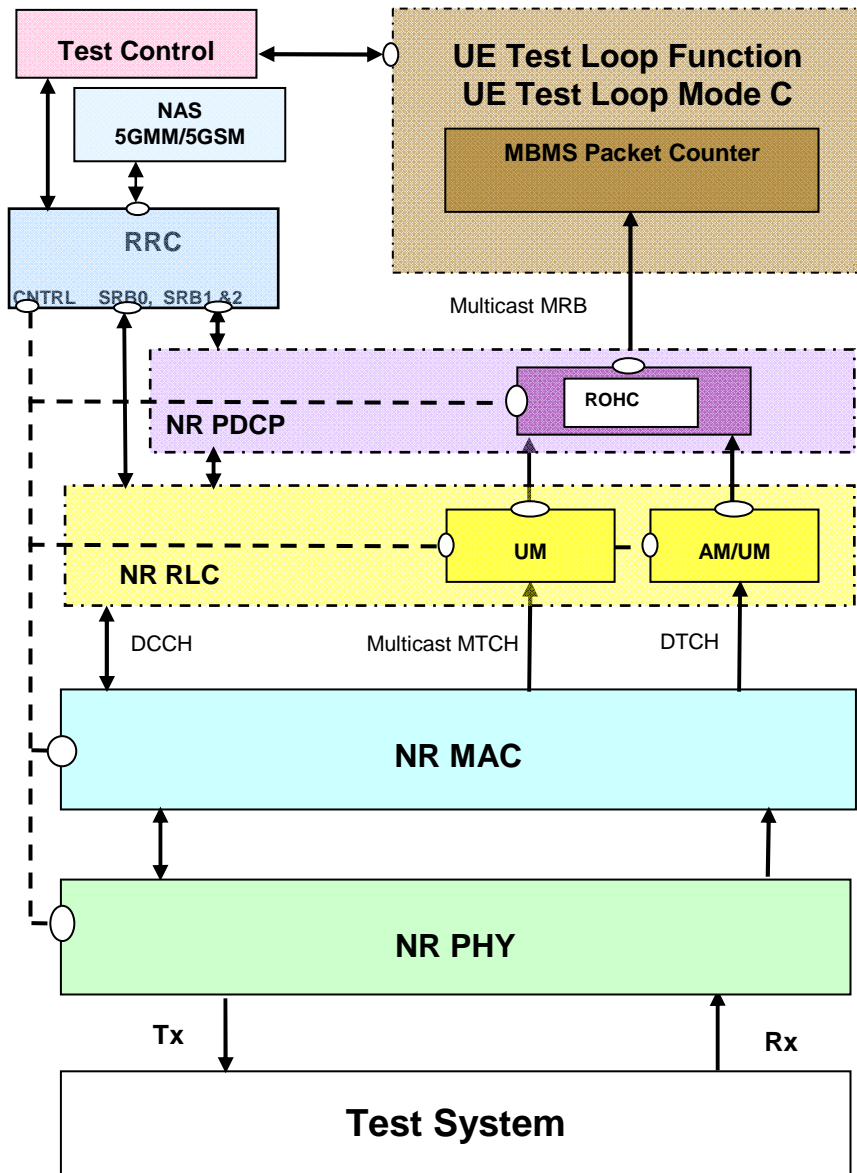 Test Control
UE Test Loop Function
UE Test Loop Mode C
NAS
5GMM/5GSM
MBMS Packet Counter
RRC
CNTRL SRB0, SRB1 &2
Multicast MRB
ROHC
NR PDCP
UM
AM/UM
NR RLC
DCCH
Multicast MTCH
DTCH
NR MAC
NR PHY
Tx
Rx
Test System